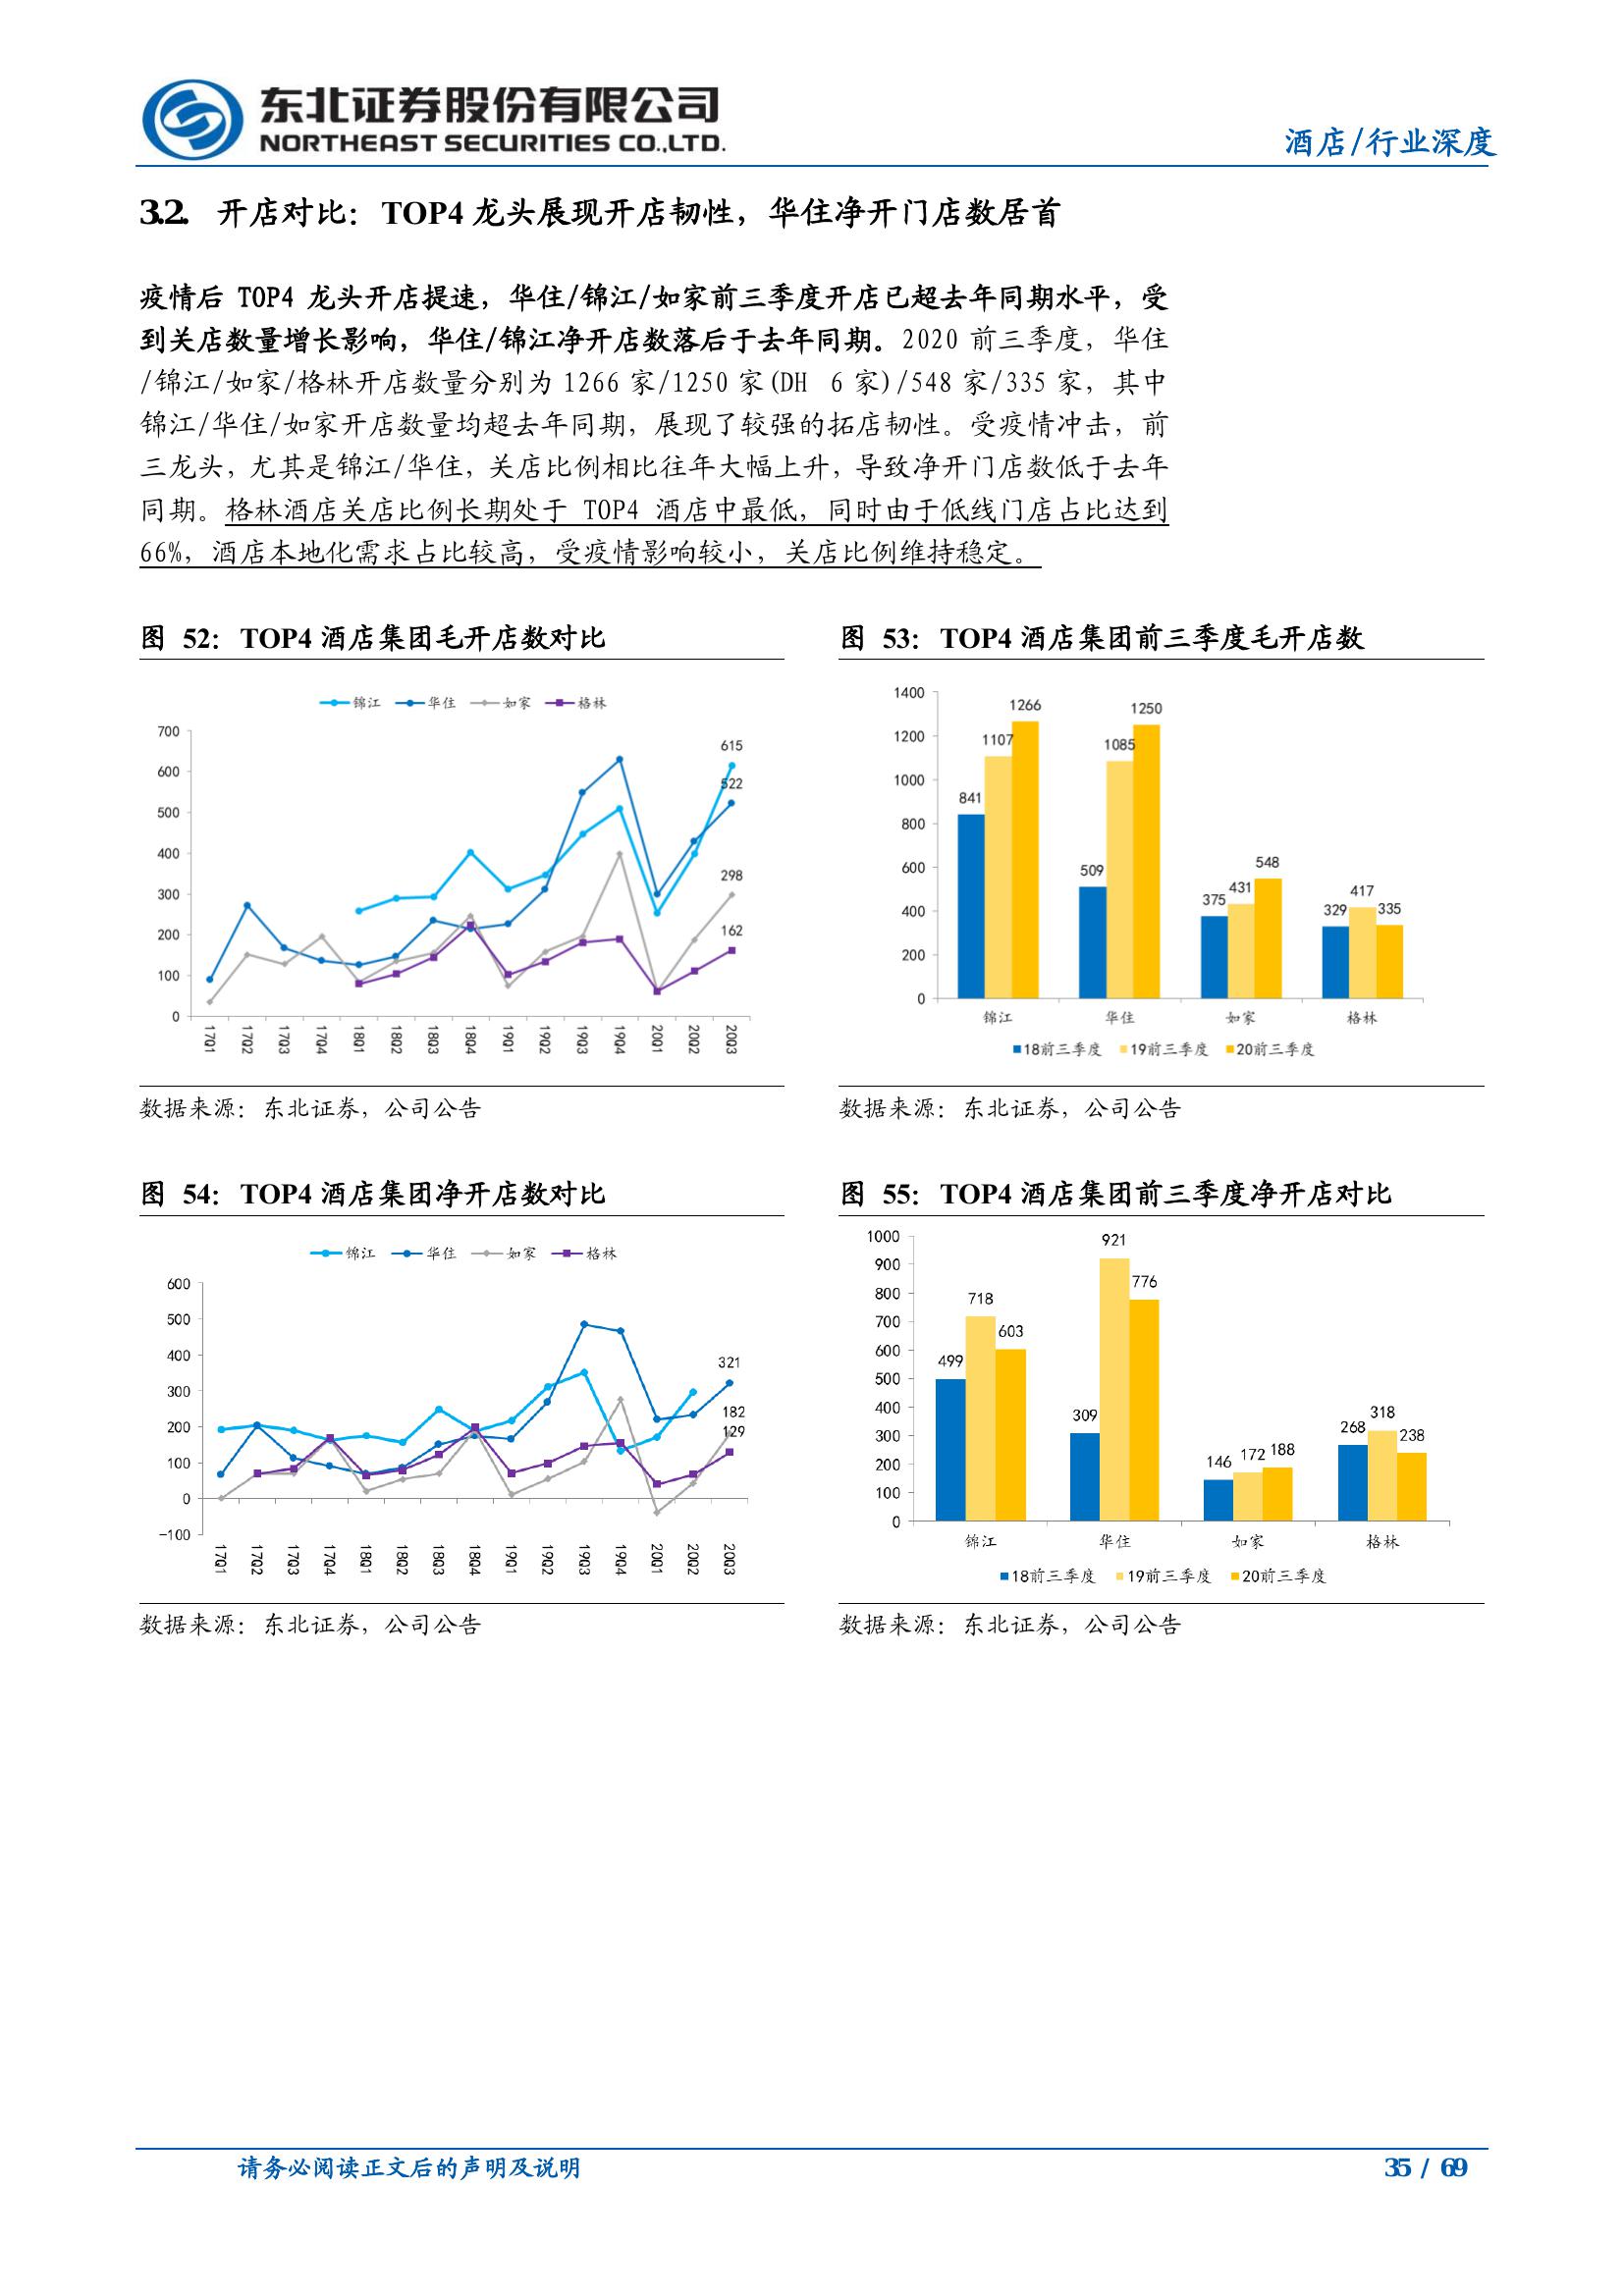 东北证券股份有限公司
NORTHEAST SECURITIES CO.,LTD.
酒店/行业深度
3.2. 开店对比：TOP4 龙头展现开店韧性，华住净开门店数居首
疫情后 TOP4 龙头开店提速，华住/锦江/如家前三季度开店已超去年同期水平，受
到关店数量增长影响，华住/锦江净开店数落后于去年同期。2020 前三季度，华住
/锦江/如家/格林开店数量分别为 1266 家/1250 家(DH 6 家)/548 家/335 家，其中
锦江/华住/如家开店数量均超去年同期，展现了较强的拓店韧性。受疫情冲击，前
三龙头，尤其是锦江/华住，关店比例相比往年大幅上升，导致净开门店数低于去年
同期。格林酒店关店比例长期处于 TOP4 酒店中最低，同时由于低线门店占比达到
66%，酒店本地化需求占比较高，受疫情影响较小，关店比例维持稳定。
图 52：TOP4 酒店集团毛开店数对比
锦江 华住 如家 格林
700
600
500
400
300
200
100
0
615
522
298
162
17Q1 17Q2 17Q3 17Q4 18Q1 18Q2 18Q3 18Q4 19Q1 19Q2 19Q3 19Q4 20Q1 20Q2 20Q3
数据来源：东北证券，公司公告
图 53：TOP4 酒店集团前三季度毛开店数
1400
1200
1000
800
600
400
200
0
841 1107 1266
509 1085 1250
375 431 548
329 417 335
锦江 华住 如家 格林
18前三季度 19前三季度 20前三季度
数据来源：东北证券，公司公告
图 54：TOP4 酒店集团净开店数对比
锦江 华住 如家 格林
600
500
400
300
200
100
0
-100
321
182
129
17Q1 17Q2 17Q3 17Q4 18Q1 18Q2 18Q3 18Q4 19Q1 19Q2 19Q3 19Q4 20Q1 20Q2 20Q3
数据来源：东北证券，公司公告
图 55：TOP4 酒店集团前三季度净开店对比
1000
900
800
700
600
500
400
300
200
100
0
499 718 603
309 921 776
146 172 188
268 318 238
锦江 华住 如家 格林
18前三季度 19前三季度 20前三季度
数据来源：东北证券，公司公告
请务必阅读正文后的声明及说明
35 / 69